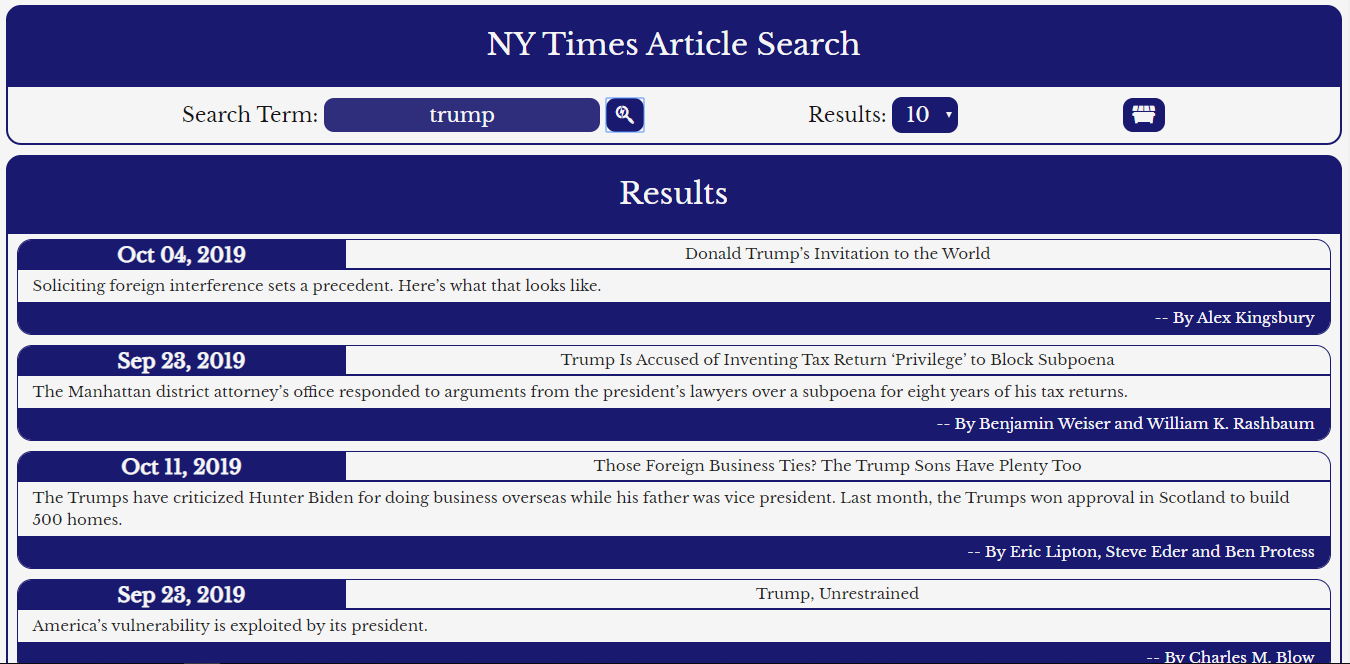 NY Times Article Search
Search Term: trump Results: 10
Results
Oct 04, 2019 Donald Trump’s Invitation to the World
Soliciting foreign interference sets a precedent. Here’s what that looks like.
-- By Alex Kingsbury
Sep 23, 2019 Trump Is Accused of Inventing Tax Return ‘Privilege’ to Block Subpoena
The Manhattan district attorney’s office responded to arguments from the president’s lawyers over a subpoena for eight years of his tax returns.
-- By Benjamin Weiser and William K. Rashbaum
Oct 11, 2019 Those Foreign Business Ties? The Trump Sons Have Plenty Too
The Trumps have criticized Hunter Biden for doing business overseas while his father was vice president. Last month, the Trumps won approval in Scotland to build
500 homes.
-- By Eric Lipton, Steve Eder and Ben Protess
Sep 23, 2019 Trump, Unrestrained
America’s vulnerability is exploited by its president.
-- By Charles M. Blow